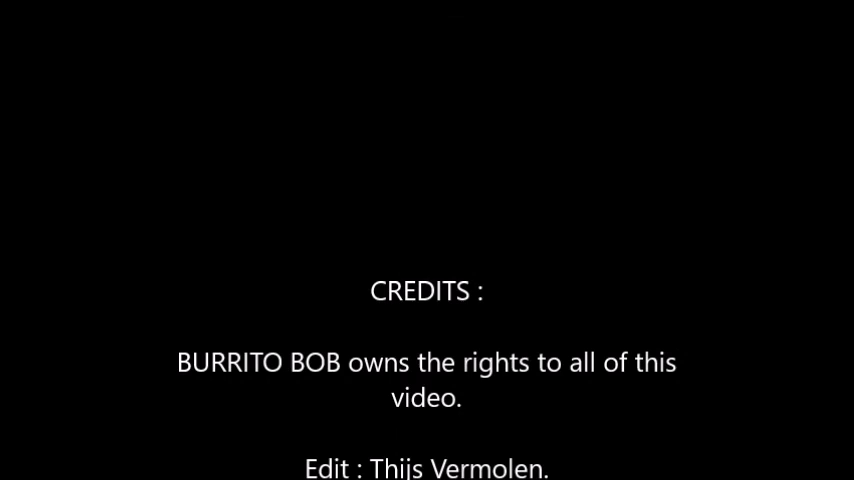 CREDITS :
BURRITO BOB owns the rights to all of this
video.
Edit : Thijs Vermolen.